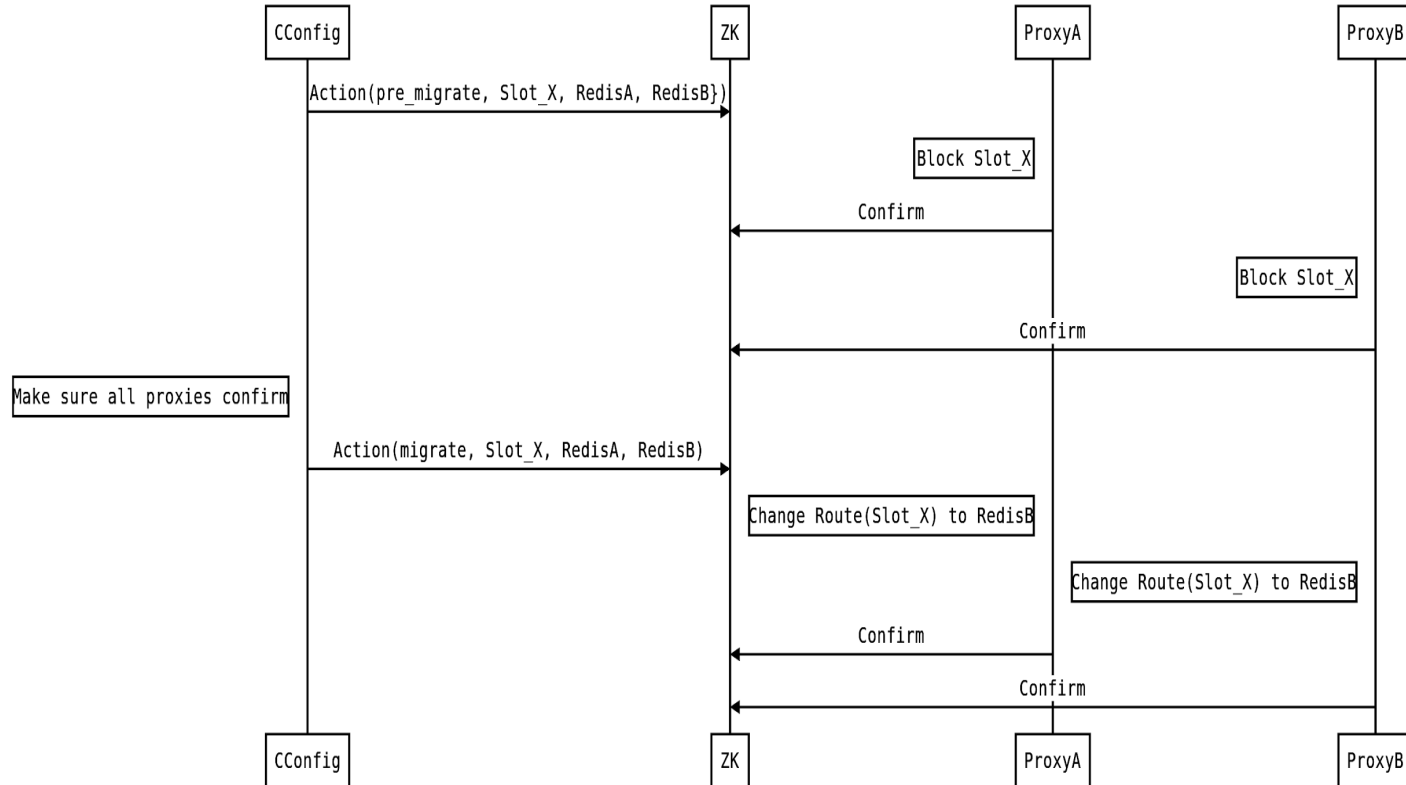 CConfig
ZK
ProxyA
ProxyB
Action(pre_migrate, Slot_X, RedisA, RedisB})
Block Slot_X
Confirm
Block Slot_X
Confirm
Make sure all proxies confirm
Action(migrate, Slot_X, RedisA, RedisB)
Change Route(Slot_X) to RedisB
Change Route(Slot_X) to RedisB
Confirm
Confirm
CConfig
ZK
ProxyA
ProxyB